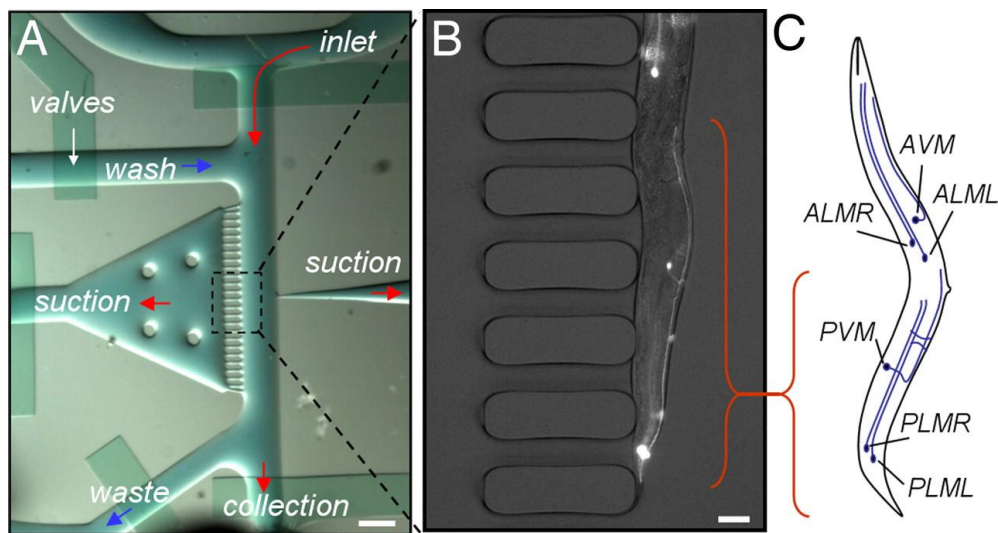 A
inlet
valves
wash
suction
suction
waste
collection
B
C
AVM
ALML
ALMR
PVM
PLMR
PLML